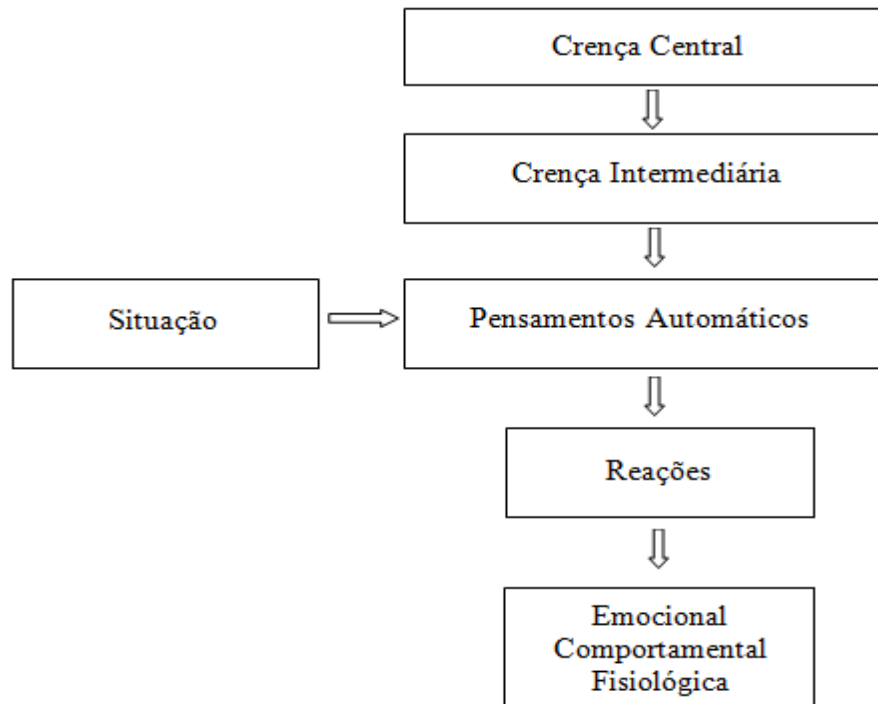 Crença Central
Crença Intermediária
Situação
Pensamentos Automáticos
Reações
Emocional
Comportamental
Fisiológica